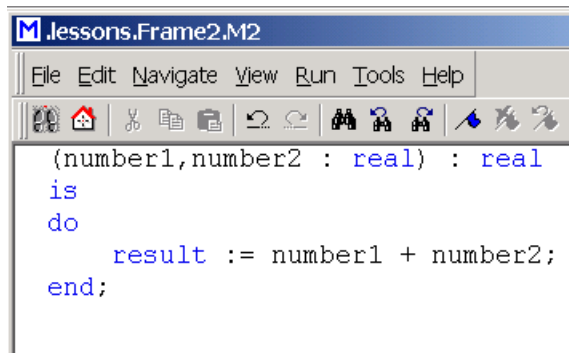 M .lessons.Frame2.M2
File Edit Navigate View Run Tools Help
(number1,number2 : real) : real
is
do
result := number1 + number2;
end;